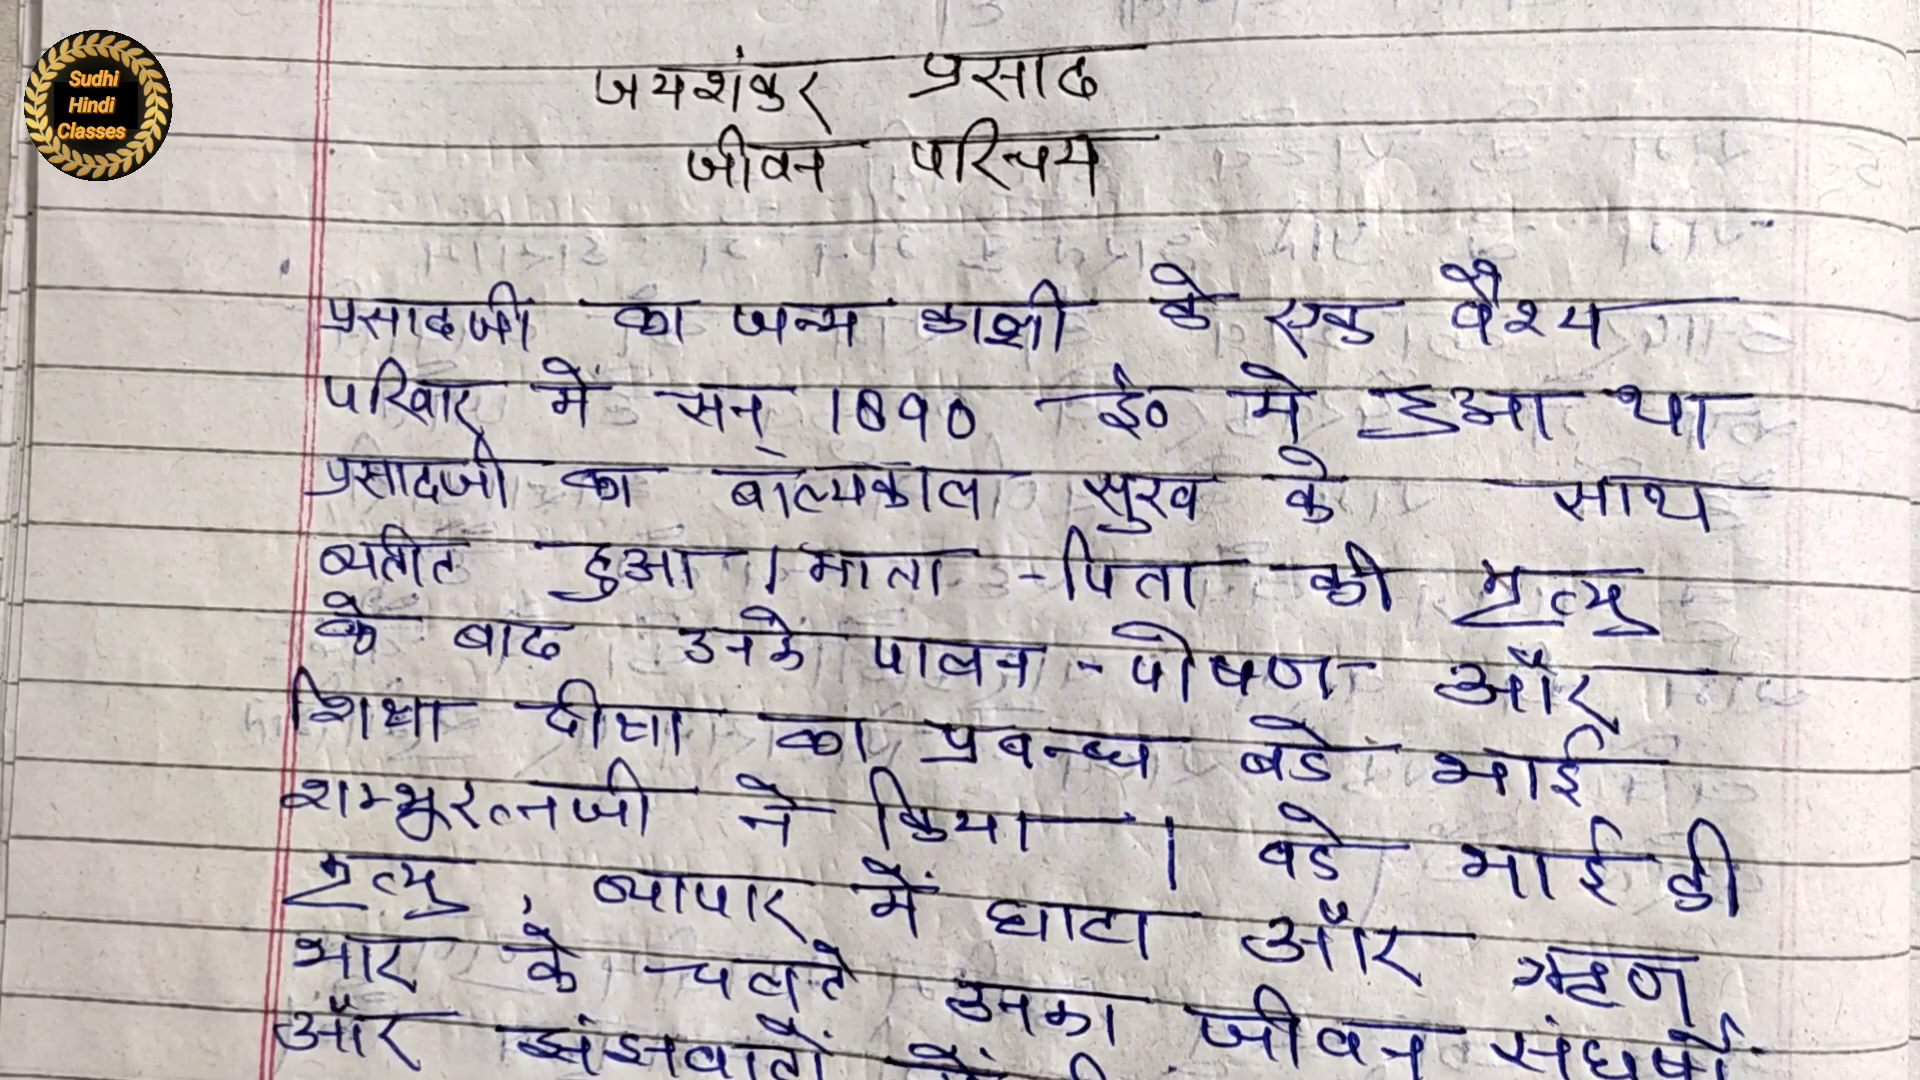 Sudhi
Hindi
Classes
जयशंकर प्रसाद
जीवन परिचय
प्रसादजी का जन्म काशी के एक वैश्य
परिवार में सन् 1890 ई० मे हुआ था
प्रसादजी का बाल्यकाल सुख के साथ
व्यतीत हुआ । माता - पिता की मृत्यु
के बाद उनके पालन - पोषण और
शिक्षा दीक्षा का प्रबन्ध बडे भाई
शम्भुरत्नजी ने किया । बडे भाई की
मृत्यु , व्यापार में घाटा और ऋण
भार के चलते उनका जीवन संघर्षो
और झंझावातों में